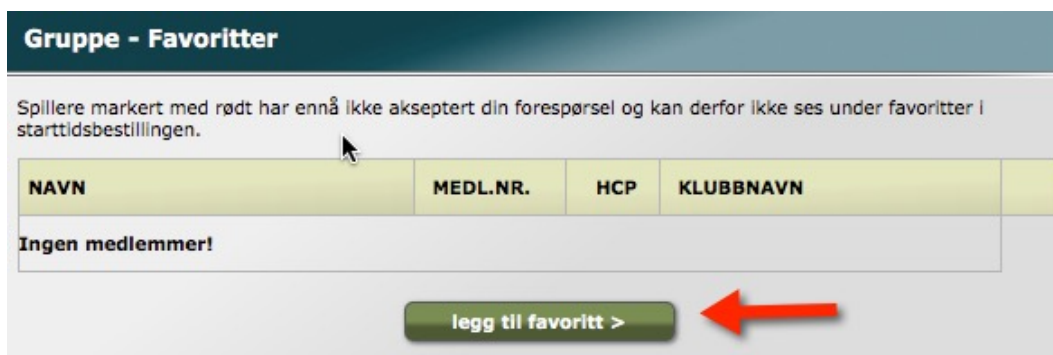 Gruppe - Favoritter
Spillere markert med rødt har ennå ikke akseptert din forespørsel og kan derfor ikke ses under favoritter i
starttidsbestillingen.
NAVN MEDL.NR. HCP KLUBBNAVN
Ingen medlemmer!
legg til favoritt >